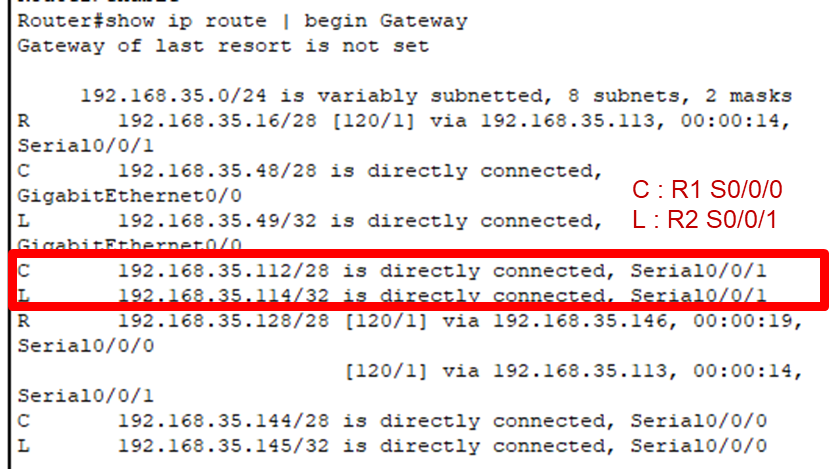 Router#show ip route | begin Gateway
Gateway of last resort is not set
192.168.35.0/24 is variably subnetted, 8 subnets, 2 masks
R 192.168.35.16/28 [120/1] via 192.168.35.113, 00:00:14,
Serial0/0/1
C 192.168.35.48/28 is directly connected,
GigabitEthernet0/0
L 192.168.35.49/32 is directly connected,
GigabitEthernet0/0
C : R1 S0/0/0
L : R2 S0/0/1
C 192.168.35.112/28 is directly connected, Serial0/0/1
L 192.168.35.114/32 is directly connected, Serial0/0/1
R 192.168.35.128/28 [120/1] via 192.168.35.146, 00:00:19,
Serial0/0/0
[120/1] via 192.168.35.113, 00:00:14,
Serial0/0/1
C 192.168.35.144/28 is directly connected, Serial0/0/0
L 192.168.35.145/32 is directly connected, Serial0/0/0